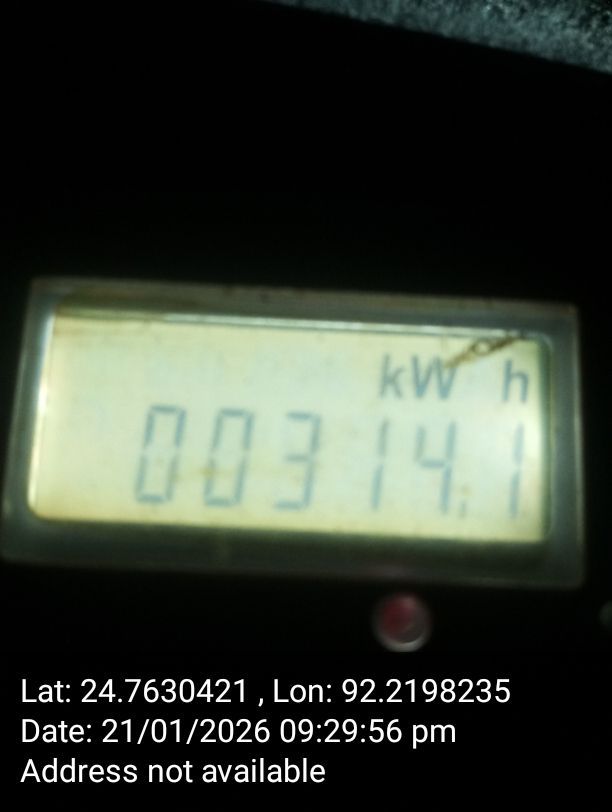 kW h
00314.1
Lat: 24.7630421 , Lon: 92.2198235
Date: 21/01/2026 09:29:56 pm
Address not available